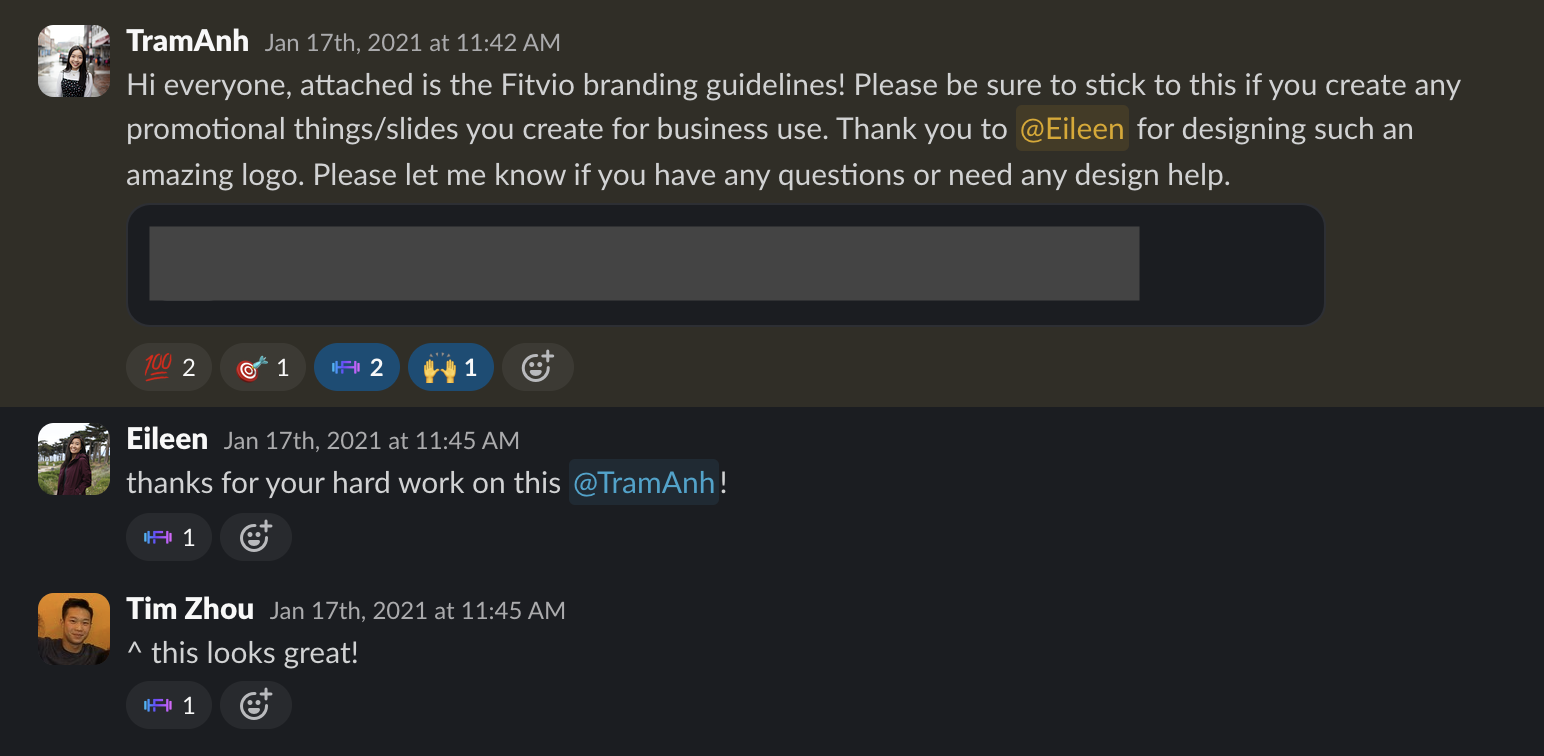 TramAnh Jan 17th, 2021 at 11:42 AM
Hi everyone, attached is the Fitvio branding guidelines! Please be sure to stick to this if you create any
promotional things/slides you create for business use. Thank you to @Eileen for designing such an
amazing logo. Please let me know if you have any questions or need any design help.
💯 2 🎯 1 2 🙌 1
Eileen Jan 17th, 2021 at 11:45 AM
thanks for your hard work on this @TramAnh!
1
Tim Zhou Jan 17th, 2021 at 11:45 AM
^ this looks great!
1